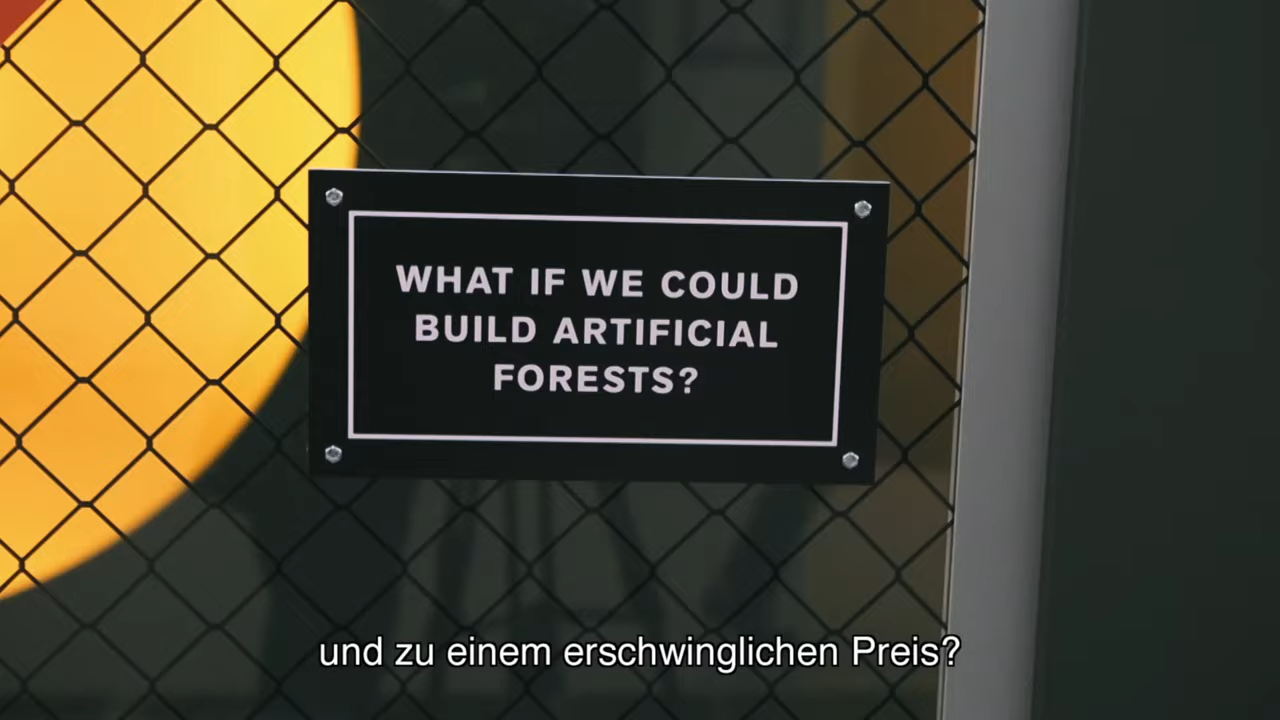 WHAT IF WE COULD
BUILD ARTIFICIAL
FORESTS?
und zu einem erschwinglichen Preis?